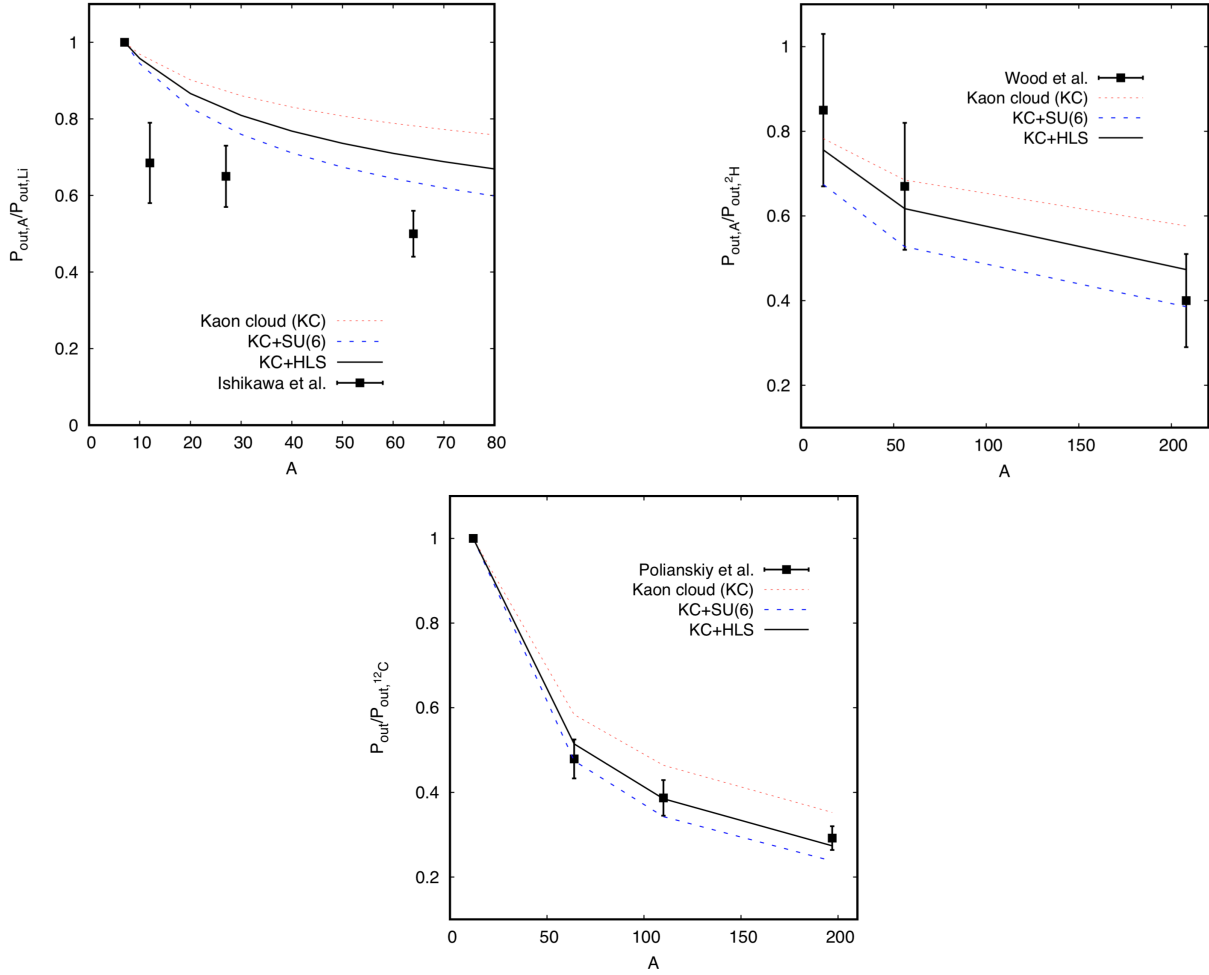 1
0.8
0.6
0.4
0.2
0
P_out,A/P_out,Li
Kaon cloud (KC)
KC+SU(6)
KC+HLS
Ishikawa et al.
0 10 20 30 40 50 60 70 80
A
1
0.8
0.6
0.4
0.2
P_out,A/P_out,²H
Wood et al.
Kaon cloud (KC)
KC+SU(6)
KC+HLS
0 50 100 150 200
A
1
0.8
0.6
0.4
0.2
P_out/P_out,¹²C
Polianskiy et al.
Kaon cloud (KC)
KC+SU(6)
KC+HLS
0 50 100 150 200
A